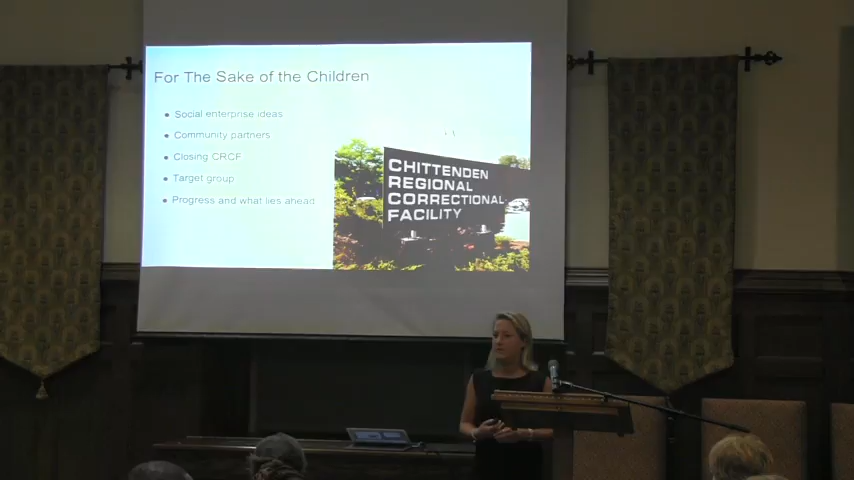 For The Sake of the Children
Social enterprise ideas
Community partners
Closing CRCF
Target group
Progress and what lies ahead
CHITTENDEN
REGIONAL
CORRECTIONAL
FACILITY